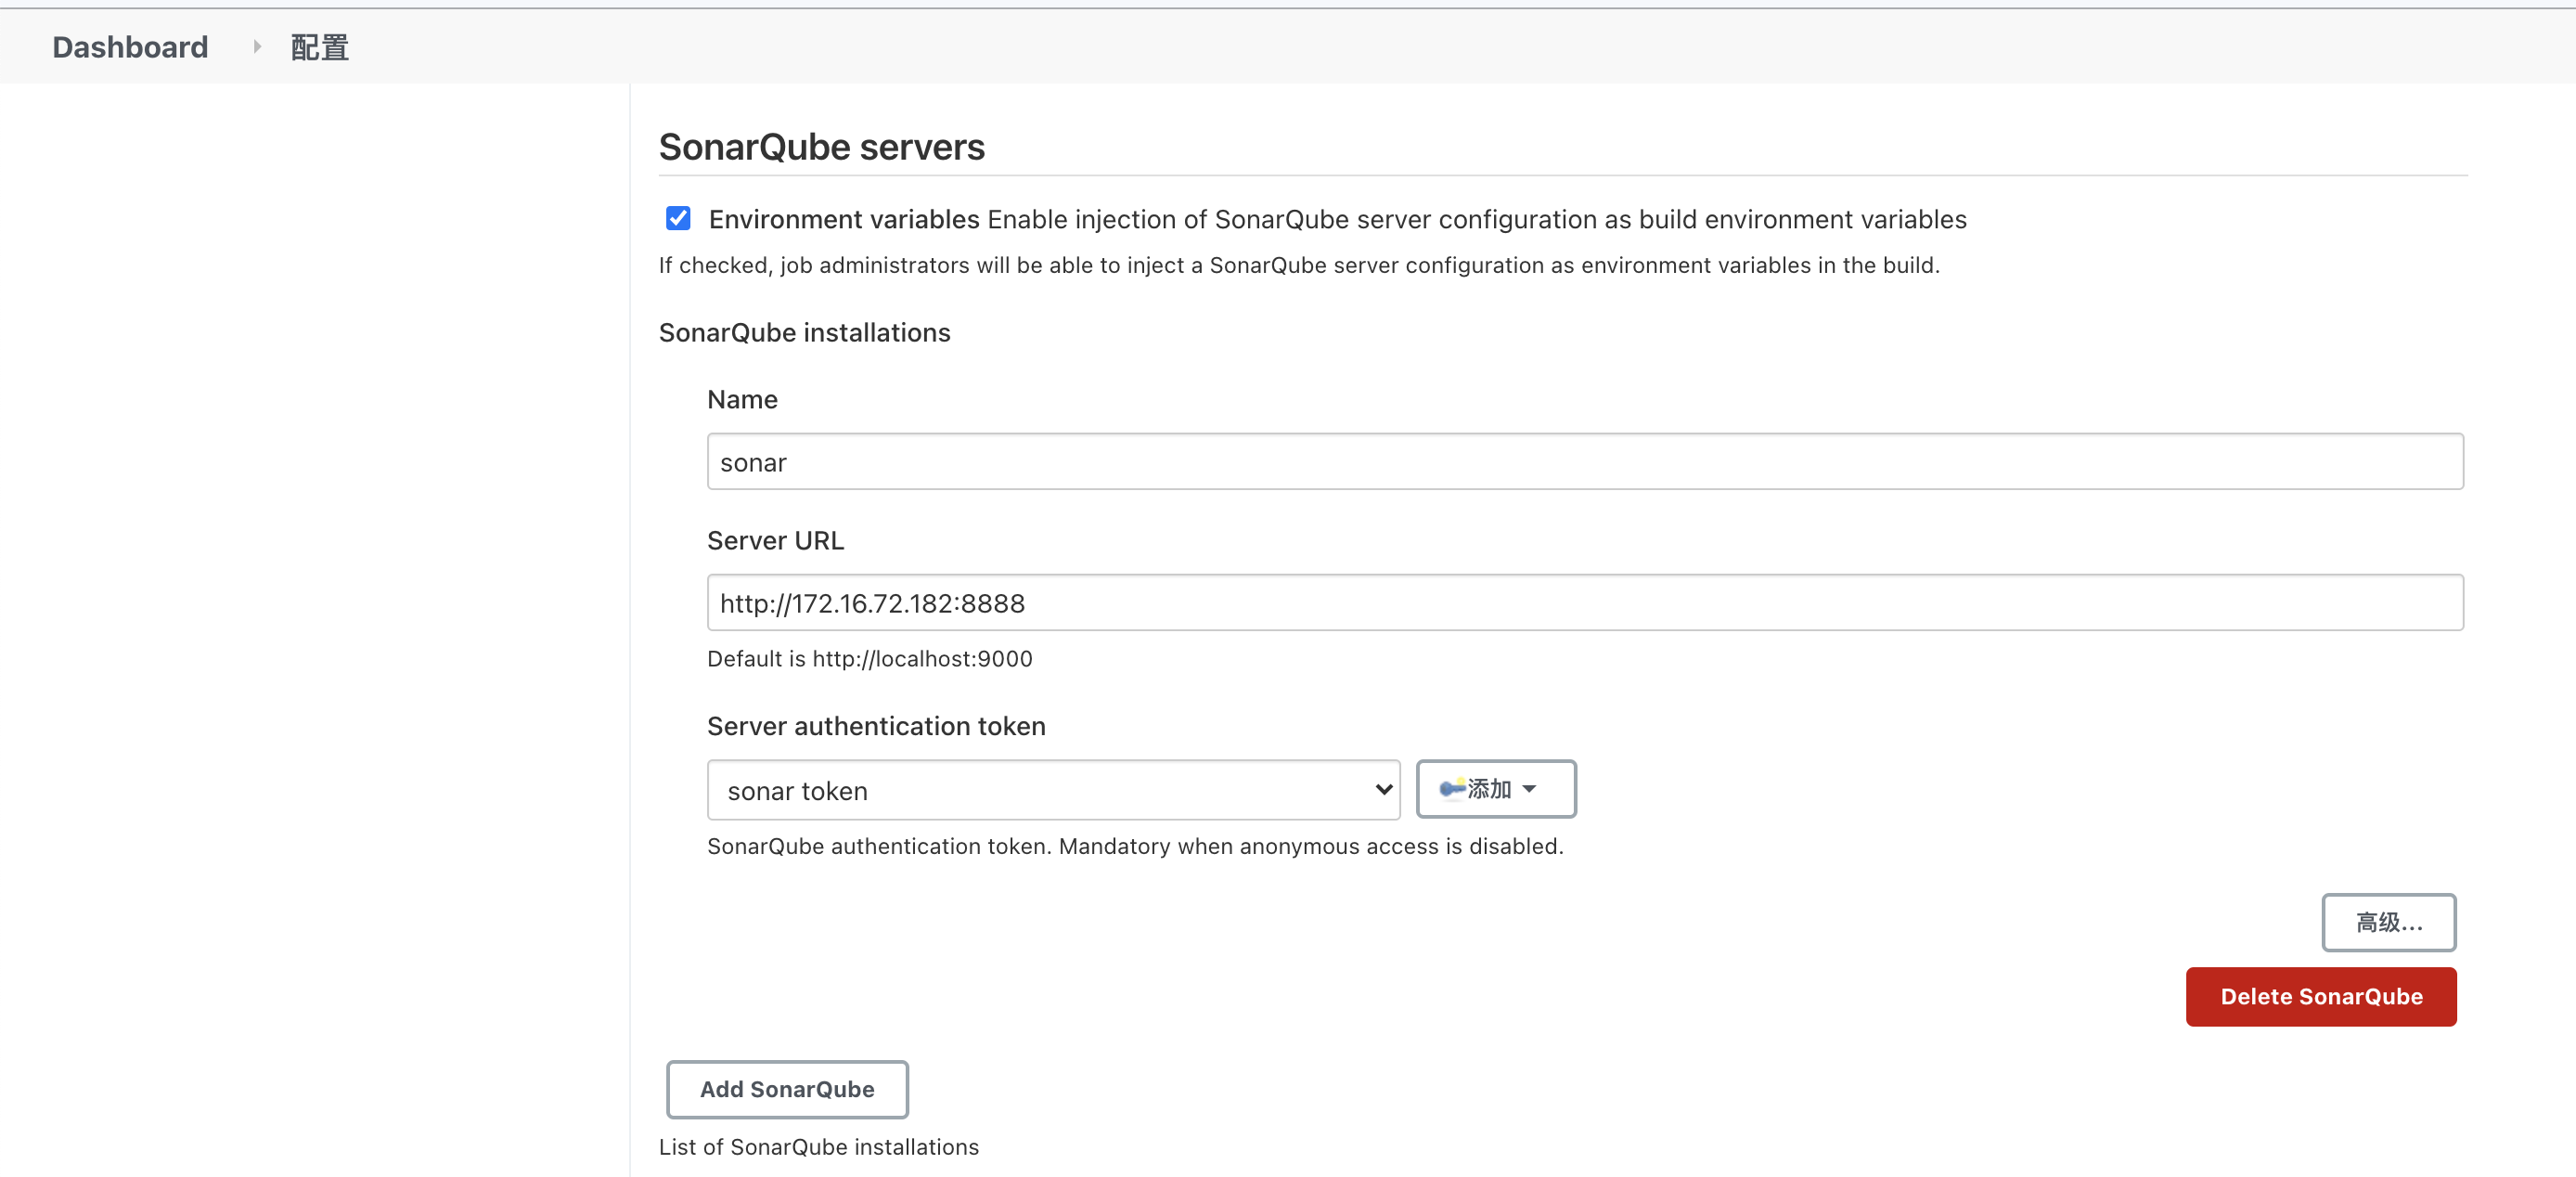 Dashboard
配置
SonarQube servers
Environment variables Enable injection of SonarQube server configuration as build environment variables
If checked, job administrators will be able to inject a SonarQube server configuration as environment variables in the build.
SonarQube installations
Name
sonar
Server URL
http://172.16.72.182:8888
Default is http://localhost:9000
Server authentication token
sonar token
添加
SonarQube authentication token. Mandatory when anonymous access is disabled.
高级...
Delete SonarQube
Add SonarQube
List of SonarQube installations